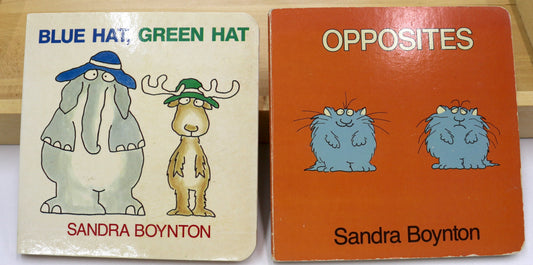 BLUE HAT, GREEN HAT
SANDRA BOYNTON
OPPOSITES
Sandra Boynton